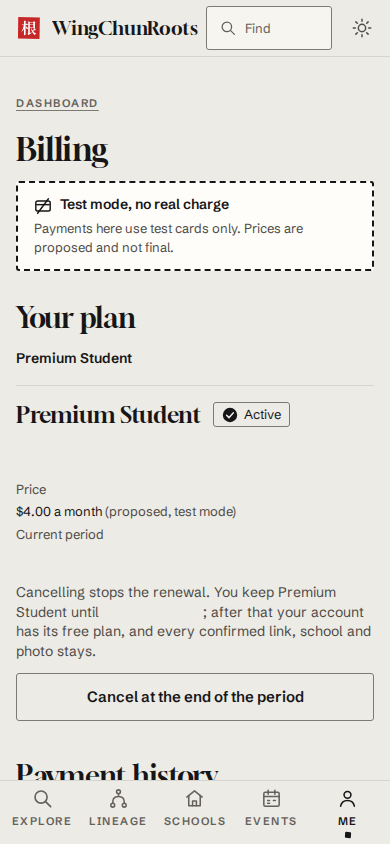 根 WingChunRoots
Find
DASHBOARD
Billing
Test mode, no real charge
Payments here use test cards only. Prices are
proposed and not final.
Your plan
Premium Student
Premium Student
Active
Price
$4.00 a month (proposed, test mode)
Current period
Cancelling stops the renewal. You keep Premium
Student until ; after that your account
has its free plan, and every confirmed link, school and
photo stays.
Cancel at the end of the period
Payment history
EXPLORE LINEAGE SCHOOLS EVENTS ME